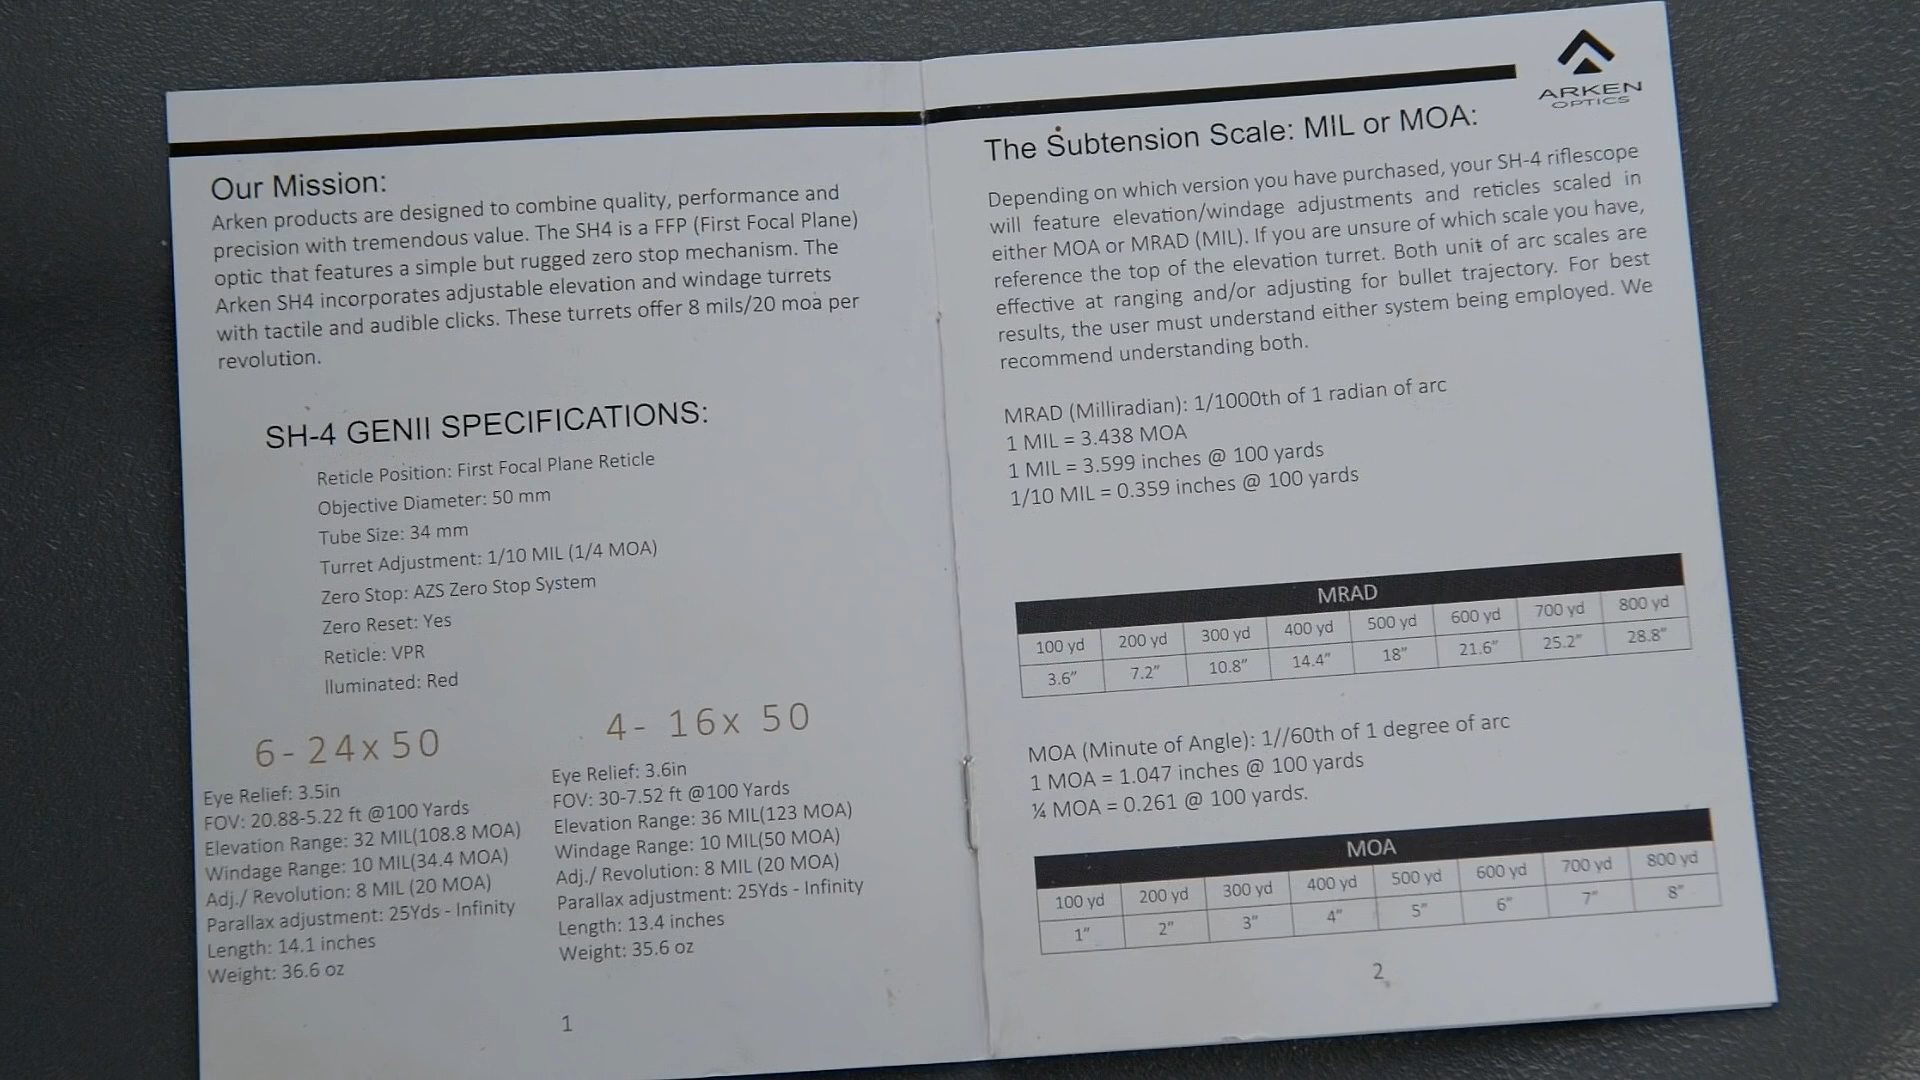 Our Mission:
Arken products are designed to combine quality, performance and
precision with tremendous value. The SH4 is a FFP (First Focal Plane)
optic that features a simple but rugged zero stop mechanism. The
Arken SH4 incorporates adjustable elevation and windage turrets
with tactile and audible clicks. These turrets offer 8 mils/20 moa per
revolution.
SH-4 GENII SPECIFICATIONS:
Reticle Position: First Focal Plane Reticle
Objective Diameter: 50 mm
Tube Size: 34 mm
Turret Adjustment: 1/10 MIL (1/4 MOA)
Zero Stop: AZS Zero Stop System
Zero Reset: Yes
Reticle: VPR
Iluminated: Red
6-24x50
Eye Relief: 3.5in
FOV: 20.88-5.22 ft @100 Yards
Elevation Range: 32 MIL(108.8 MOA)
Windage Range: 10 MIL(34.4 MOA)
Adj./ Revolution: 8 MIL (20 MOA)
Parallax adjustment: 25Yds - Infinity
Length: 14.1 inches
Weight: 36.6 oz
4- 16x 50
Eye Relief: 3.6in
FOV: 30-7.52 ft @100 Yards
Elevation Range: 36 MIL(123 MOA)
Windage Range: 10 MIL(50 MOA)
Adj./ Revolution: 8 MIL (20 MOA)
Parallax adjustment: 25Yds - Infinity
Length: 13.4 inches
Weight: 35.6 oz
1
ARKEN
OPTICS
The Subtension Scale: MIL or MOA:
Depending on which version you have purchased, your SH-4 riflescope
will feature elevation/windage adjustments and reticles scaled in
either MOA or MRAD (MIL). If you are unsure of which scale you have,
reference the top of the elevation turret. Both unit of arc scales are
effective at ranging and/or adjusting for bullet trajectory. For best
results, the user must understand either system being employed. We
recommend understanding both.
MRAD (Milliradian): 1/1000th of 1 radian of arc
1 MIL = 3.438 MOA
1 MIL = 3.599 inches @ 100 yards
1/10 MIL = 0.359 inches @ 100 yards
MRAD
100 yd 200 yd 300 yd 400 yd 500 yd 600 yd 700 yd 800 yd
3.6" 7.2" 10.8" 14.4" 18" 21.6" 25.2" 28.8"
MOA (Minute of Angle): 1//60th of 1 degree of arc
1 MOA = 1.047 inches @ 100 yards
¼ MOA = 0.261 @ 100 yards.
MOA
100 yd 200 yd 300 yd 400 yd 500 yd 600 yd 700 yd 800 yd
1" 2" 3" 4" 5" 6" 7" 8"
2